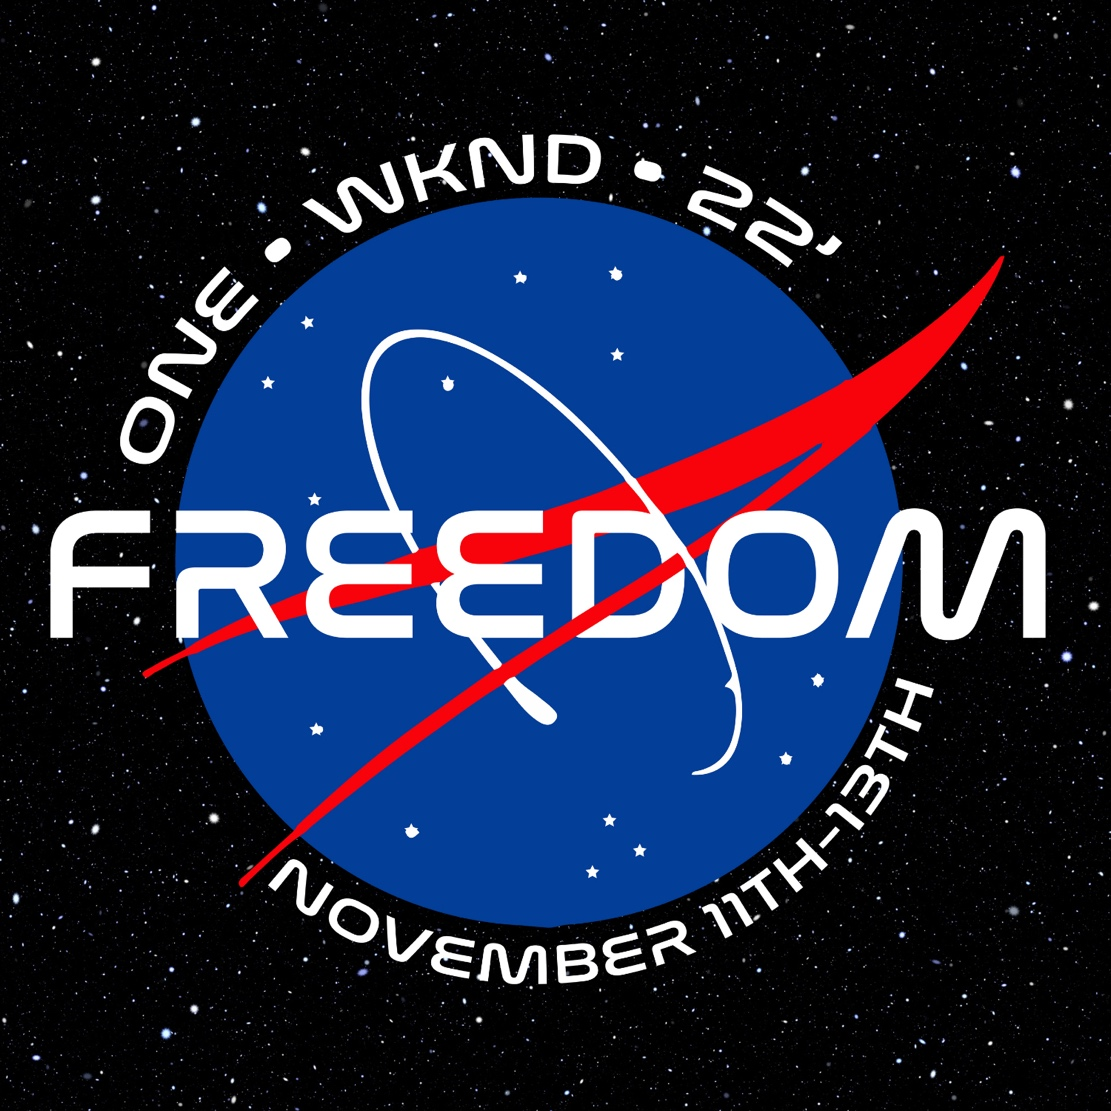 ONE • WKND • 22'
FREEDOM
NOVEMBER 11TH-13TH